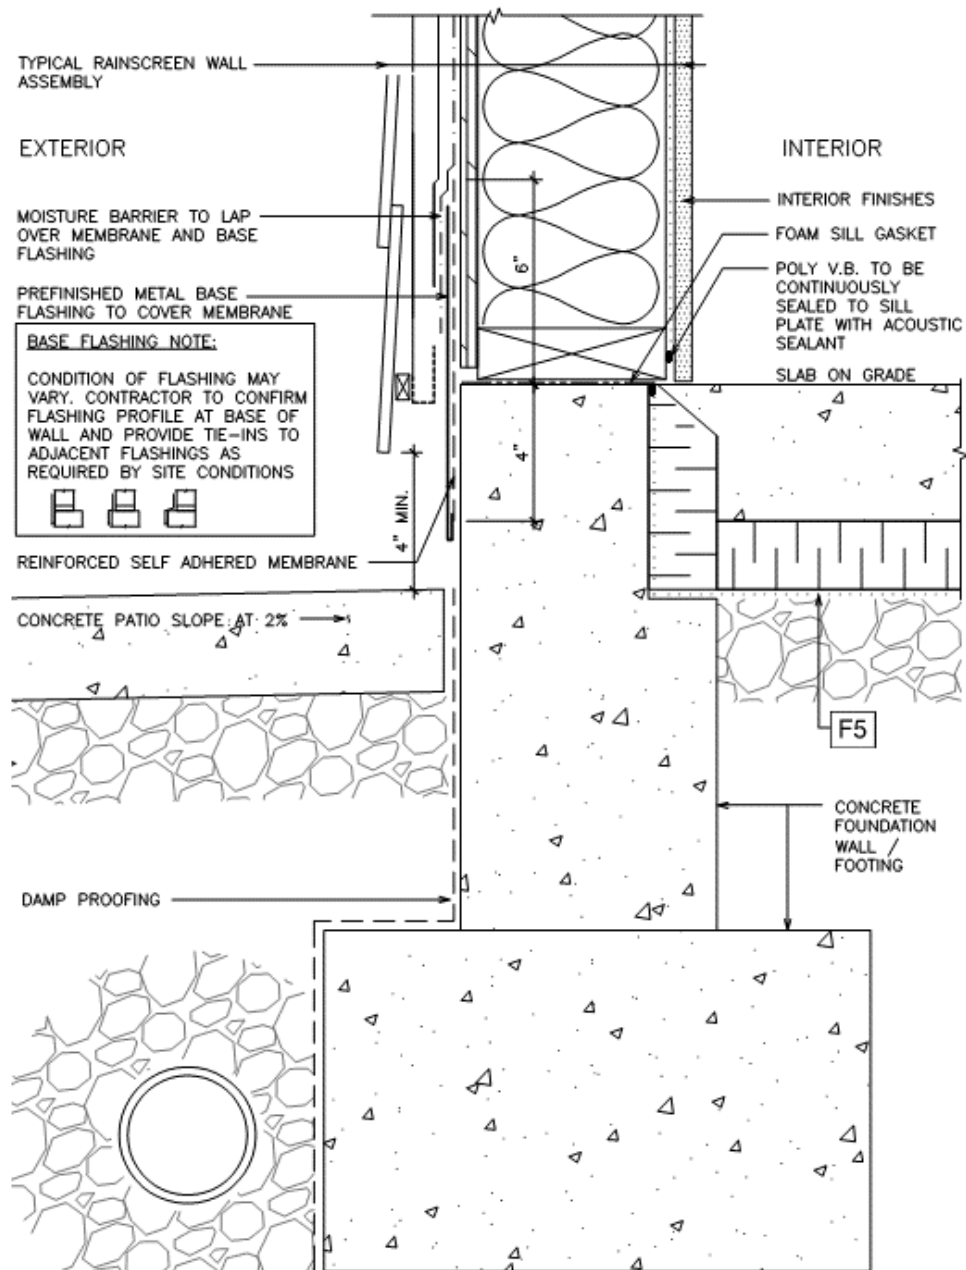 TYPICAL RAINSCREEN WALL
ASSEMBLY
EXTERIOR
INTERIOR
INTERIOR FINISHES
MOISTURE BARRIER TO LAP
OVER MEMBRANE AND BASE
FLASHING
FOAM SILL GASKET
6"
POLY V.B. TO BE
CONTINUOUSLY
SEALED TO SILL
PLATE WITH ACOUSTIC
SEALANT
PREFINISHED METAL BASE
FLASHING TO COVER MEMBRANE
BASE FLASHING NOTE:
CONDITION OF FLASHING MAY
VARY. CONTRACTOR TO CONFIRM
FLASHING PROFILE AT BASE OF
WALL AND PROVIDE TIE-INS TO
ADJACENT FLASHINGS AS
REQUIRED BY SITE CONDITIONS
SLAB ON GRADE
4"
4" MIN.
REINFORCED SELF ADHERED MEMBRANE
CONCRETE PATIO SLOPE AT 2%
F5
CONCRETE
FOUNDATION
WALL /
FOOTING
DAMP PROOFING